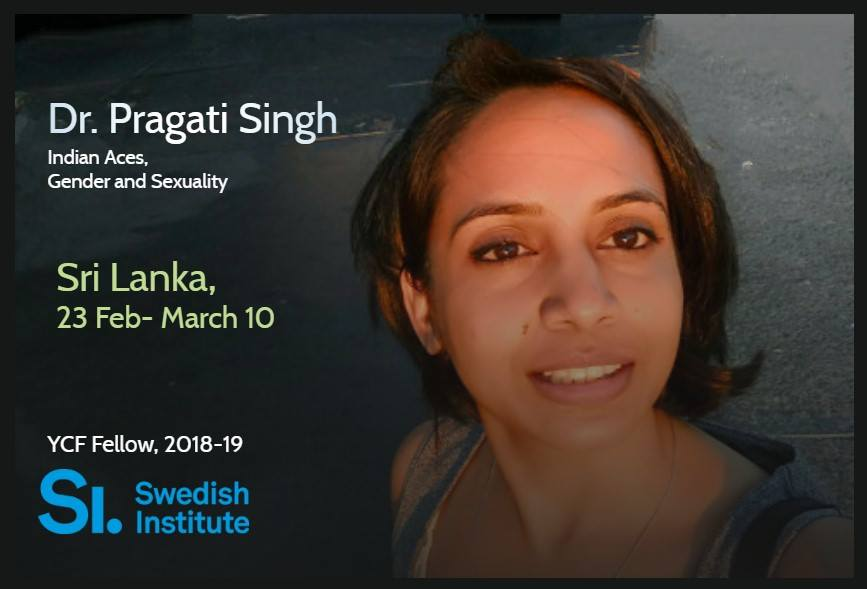 Dr. Pragati Singh
Indian Aces,
Gender and Sexuality
Sri Lanka,
23 Feb- March 10
YCF Fellow, 2018-19
SI. Swedish
Institute